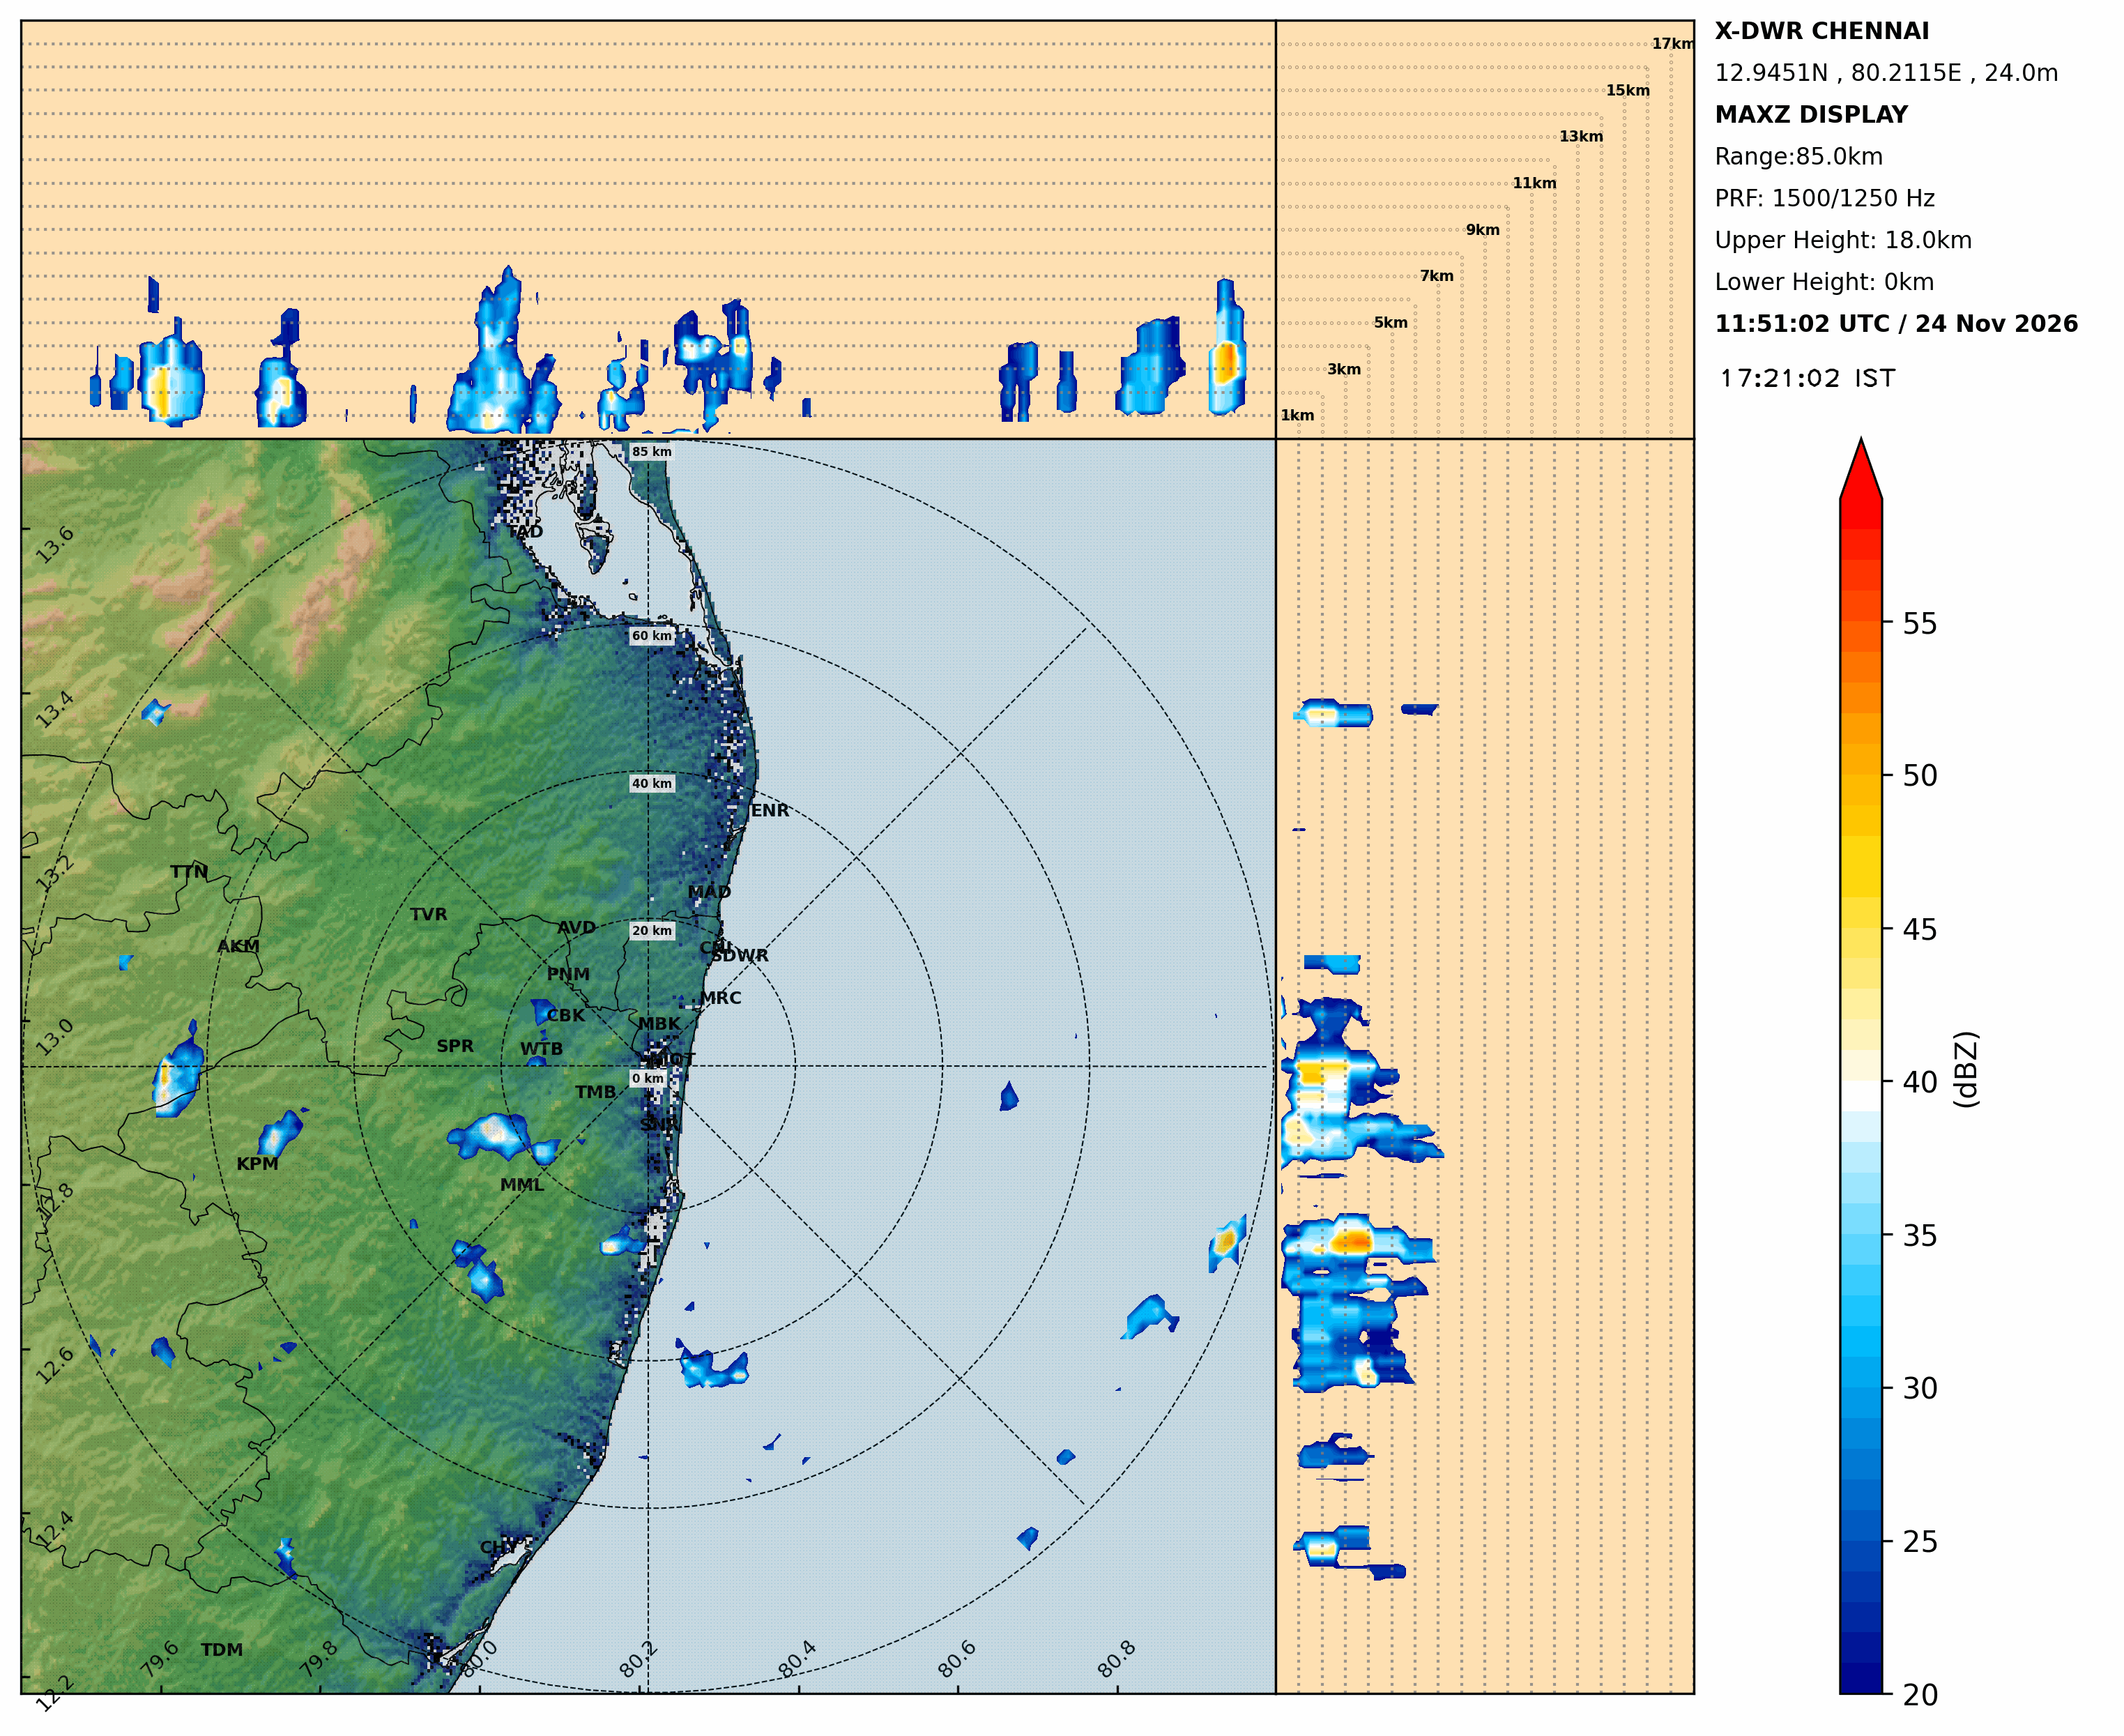 17km
15km
13km
11km
9km
7km
5km
3km
1km
X-DWR CHENNAI
12.9451N , 80.2115E , 24.0m
MAXZ DISPLAY
Range:85.0km
PRF: 1500/1250 Hz
Upper Height: 18.0km
Lower Height: 0km
11:51:02 UTC / 24 Nov 2026
17:21:02 IST
85 km
60 km
40 km
20 km
0 km
TAD
ENR
TTN
MAD
TVR
AVD
AKM
CNI
SDWR
PNM
MRC
CBK
MBK
SPR
WTB
MOT
TMB
SNR
KPM
MML
CHY
TDM
13.6
13.4
13.2
13.0
12.8
12.6
12.4
12.2
79.6
79.8
80.0
80.2
80.4
80.6
80.8
55
50
45
40
35
30
25
20
(dBZ)